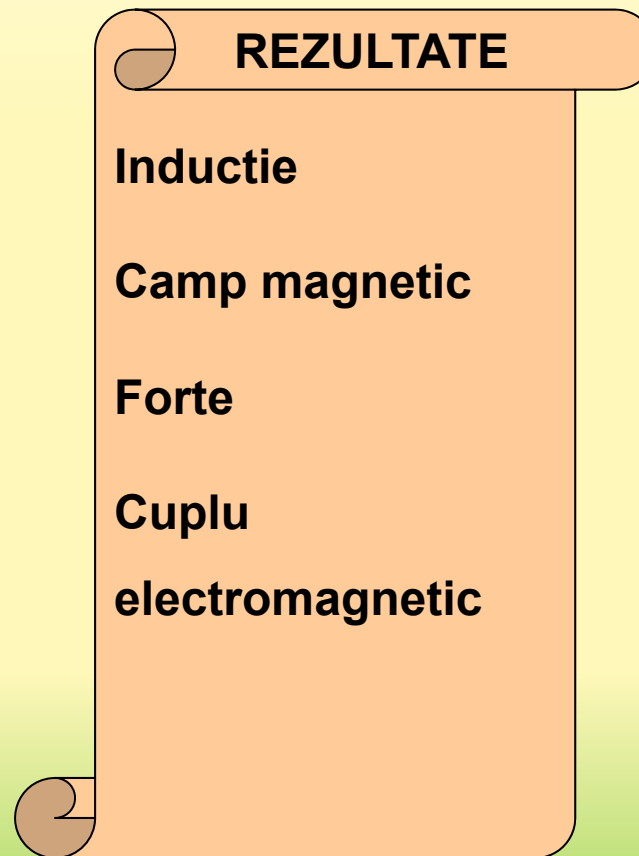 REZULTATE
Inductie
Camp magnetic
Forte
Cuplu
electromagnetic